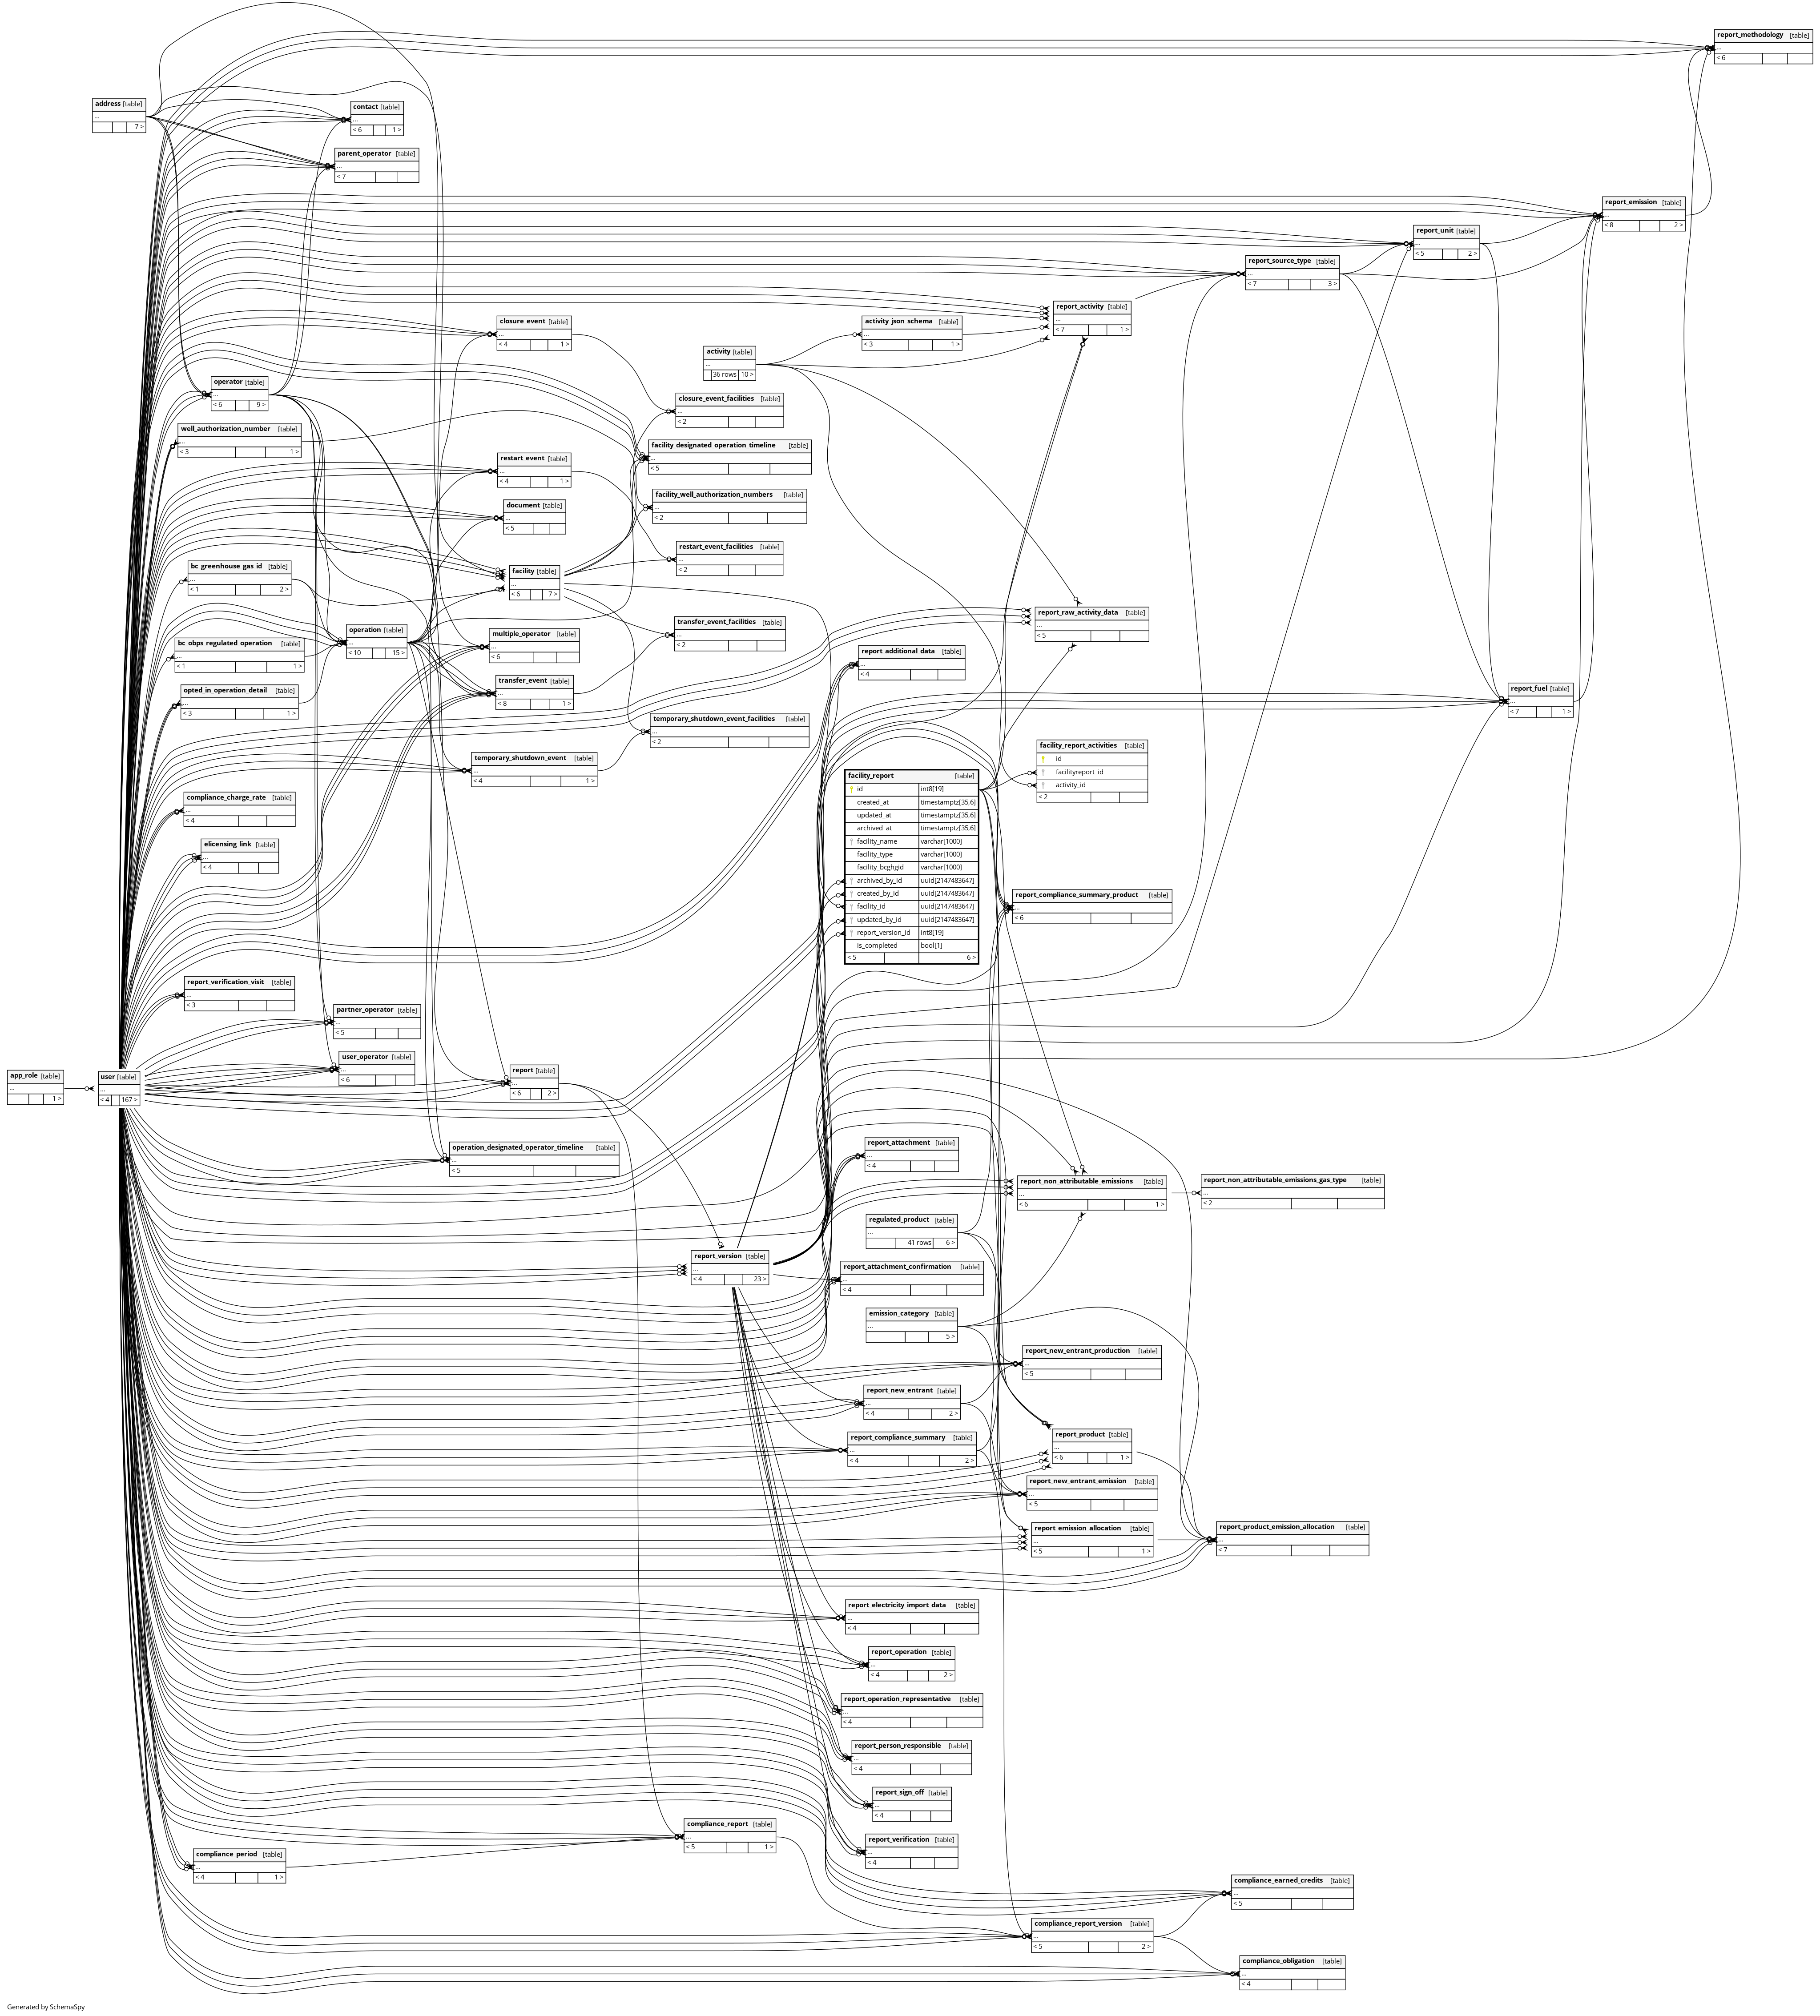 report_methodology [table]
...
< 6
address [table]
...
7 >
contact [table]
...
< 6 1 >
parent_operator [table]
...
< 7
report_emission [table]
...
< 8 2 >
report_unit [table]
...
< 5 2 >
report_source_type [table]
...
< 7 3 >
report_activity [table]
...
< 7 1 >
closure_event [table]
...
< 4 1 >
activity_json_schema [table]
...
< 3 1 >
activity [table]
...
36 rows 10 >
operator [table]
...
< 6 9 >
closure_event_facilities [table]
...
< 2
well_authorization_number [table]
...
< 3 1 >
facility_designated_operation_timeline [table]
...
< 5
restart_event [table]
...
< 4 1 >
facility_well_authorization_numbers [table]
...
< 2
document [table]
...
< 5
restart_event_facilities [table]
...
< 2
bc_greenhouse_gas_id [table]
...
< 1 2 >
facility [table]
...
< 6 7 >
report_raw_activity_data [table]
...
< 5
transfer_event_facilities [table]
...
< 2
operation [table]
...
< 10 15 >
multiple_operator [table]
...
< 6
bc_obps_regulated_operation [table]
...
< 1 1 >
report_additional_data [table]
...
< 4
transfer_event [table]
...
< 8 1 >
opted_in_operation_detail [table]
...
< 3 1 >
report_fuel [table]
...
< 7 1 >
temporary_shutdown_event_facilities [table]
...
< 2
temporary_shutdown_event [table]
...
< 4 1 >
facility_report_activities [table]
id
facilityreport_id
activity_id
< 2
facility_report [table]
id int8[19]
created_at timestamptz[35,6]
updated_at timestamptz[35,6]
archived_at timestamptz[35,6]
facility_name varchar[1000]
facility_type varchar[1000]
facility_bcghgid varchar[1000]
archived_by_id uuid[2147483647]
created_by_id uuid[2147483647]
facility_id uuid[2147483647]
updated_by_id uuid[2147483647]
report_version_id int8[19]
is_completed bool[1]
< 5 6 >
compliance_charge_rate [table]
...
< 4
elicensing_link [table]
...
< 4
report_compliance_summary_product [table]
...
< 6
report_verification_visit [table]
...
< 3
partner_operator [table]
...
< 5
user_operator [table]
...
< 6
app_role [table]
...
1 >
user [table]
...
< 4 167 >
report [table]
...
< 6 2 >
operation_designated_operator_timeline [table]
...
< 5
report_attachment [table]
...
< 4
report_non_attributable_emissions [table]
...
< 6 1 >
report_non_attributable_emissions_gas_type [table]
...
< 2
regulated_product [table]
...
41 rows 6 >
report_version [table]
...
< 4 23 >
report_attachment_confirmation [table]
...
< 4
emission_category [table]
...
5 >
report_new_entrant_production [table]
...
< 5
report_new_entrant [table]
...
< 4 2 >
report_product [table]
...
< 6 1 >
report_compliance_summary [table]
...
< 4 2 >
report_new_entrant_emission [table]
...
< 5
report_emission_allocation [table]
...
< 5 1 >
report_product_emission_allocation [table]
...
< 7
report_electricity_import_data [table]
...
< 4
report_operation [table]
...
< 4 2 >
report_operation_representative [table]
...
< 4
report_person_responsible [table]
...
< 4
report_sign_off [table]
...
< 4
compliance_report [table]
...
< 5 1 >
report_verification [table]
...
< 4
compliance_period [table]
...
< 4 1 >
compliance_earned_credits [table]
...
< 5
compliance_report_version [table]
...
< 5 2 >
compliance_obligation [table]
...
< 4
Generated by SchemaSpy